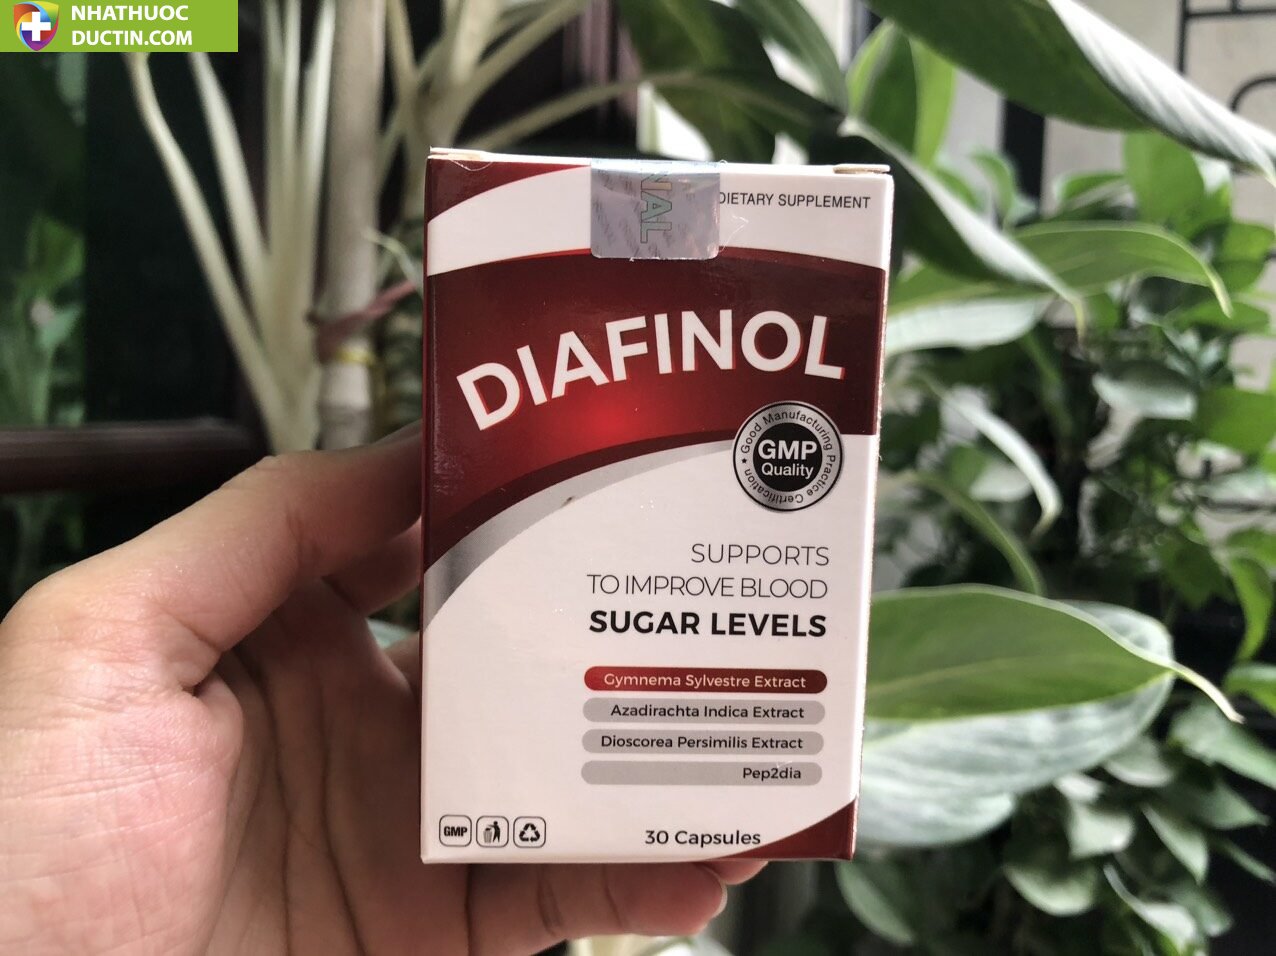 NHATHUOC
DUCTIN.COM
DIETARY SUPPLEMENT
DIAFINOL
Good Manufacturing Practice Certification
GMP
Quality
SUPPORTS
TO IMPROVE BLOOD
SUGAR LEVELS
Gymnema Sylvestre Extract
Azadirachta Indica Extract
Dioscorea Persimilis Extract
Pep2dia
GMP
30 Capsules